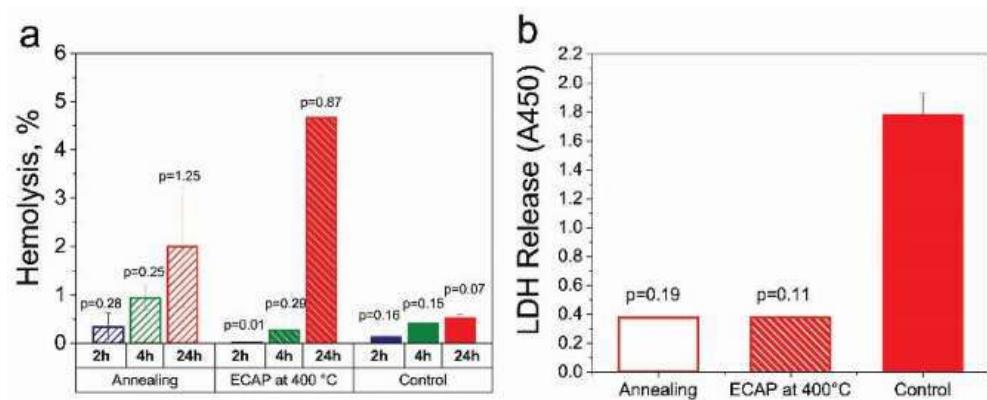 a
Hemolysis, %
6
5
4
3
2
1
0
p=0.28
p=0.25
p=1.25
p=0.01
p=0.29
p=0.87
p=0.16
p=0.15
p=0.07
2h 4h 24h 2h 4h 24h 2h 4h 24h
Annealing ECAP at 400 °C Control
b
LDH Release (A450)
2.2
2.0
1.8
1.6
1.4
1.2
1.0
0.8
0.6
0.4
0.2
0.0
p=0.19
p=0.11
Annealing ECAP at 400°C Control